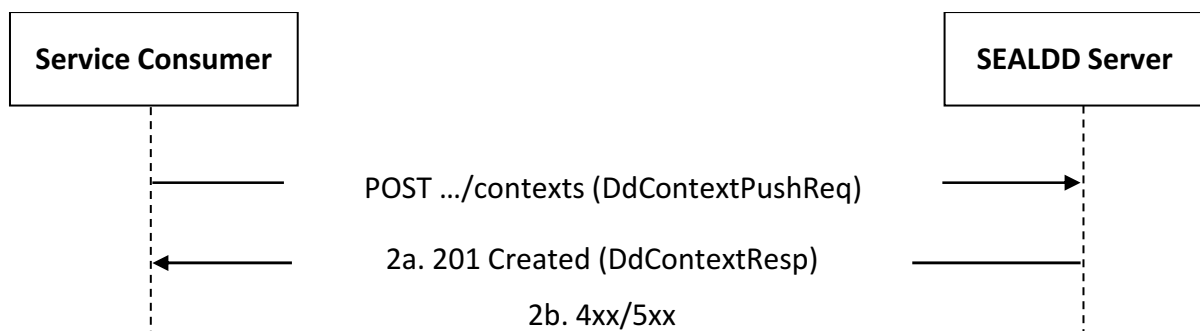 Service Consumer
SEALDD Server
POST …/contexts (DdContextPushReq)
2a. 201 Created (DdContextResp)
2b. 4xx/5xx